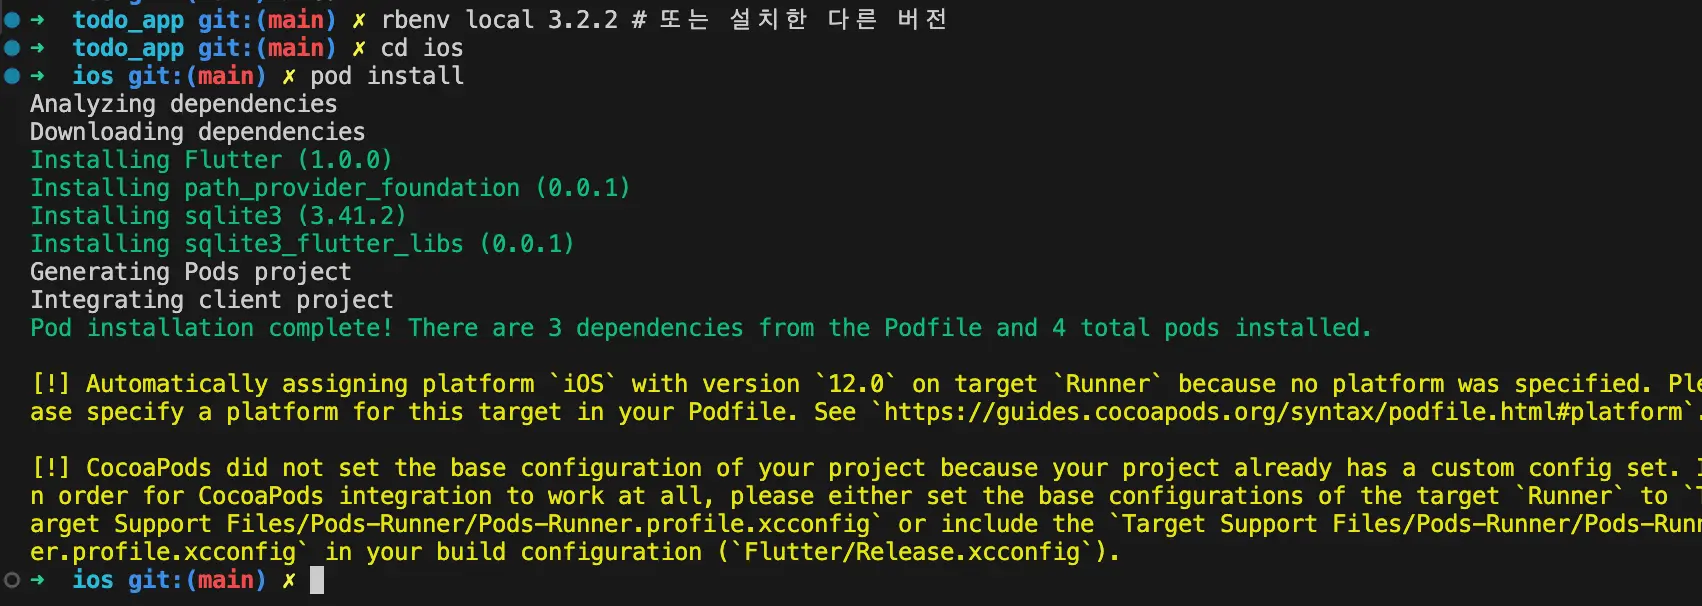 ➜ todo_app git:(main) ✗ rbenv local 3.2.2 # 또는 설치한 다른 버전
➜ todo_app git:(main) ✗ cd ios
➜ ios git:(main) ✗ pod install
Analyzing dependencies
Downloading dependencies
Installing Flutter (1.0.0)
Installing path_provider_foundation (0.0.1)
Installing sqlite3 (3.41.2)
Installing sqlite3_flutter_libs (0.0.1)
Generating Pods project
Integrating client project
Pod installation complete! There are 3 dependencies from the Podfile and 4 total pods installed.
[!] Automatically assigning platform `iOS` with version `12.0` on target `Runner` because no platform was specified. Ple
ase specify a platform for this target in your Podfile. See `https://guides.cocoapods.org/syntax/podfile.html#platform`.
[!] CocoaPods did not set the base configuration of your project because your project already has a custom config set. I
n order for CocoaPods integration to work at all, please either set the base configurations of the target `Runner` to `T
arget Support Files/Pods-Runner/Pods-Runner.profile.xcconfig` or include the `Target Support Files/Pods-Runner/Pods-Runn
er.profile.xcconfig` in your build configuration (`Flutter/Release.xcconfig`).
➜ ios git:(main) ✗